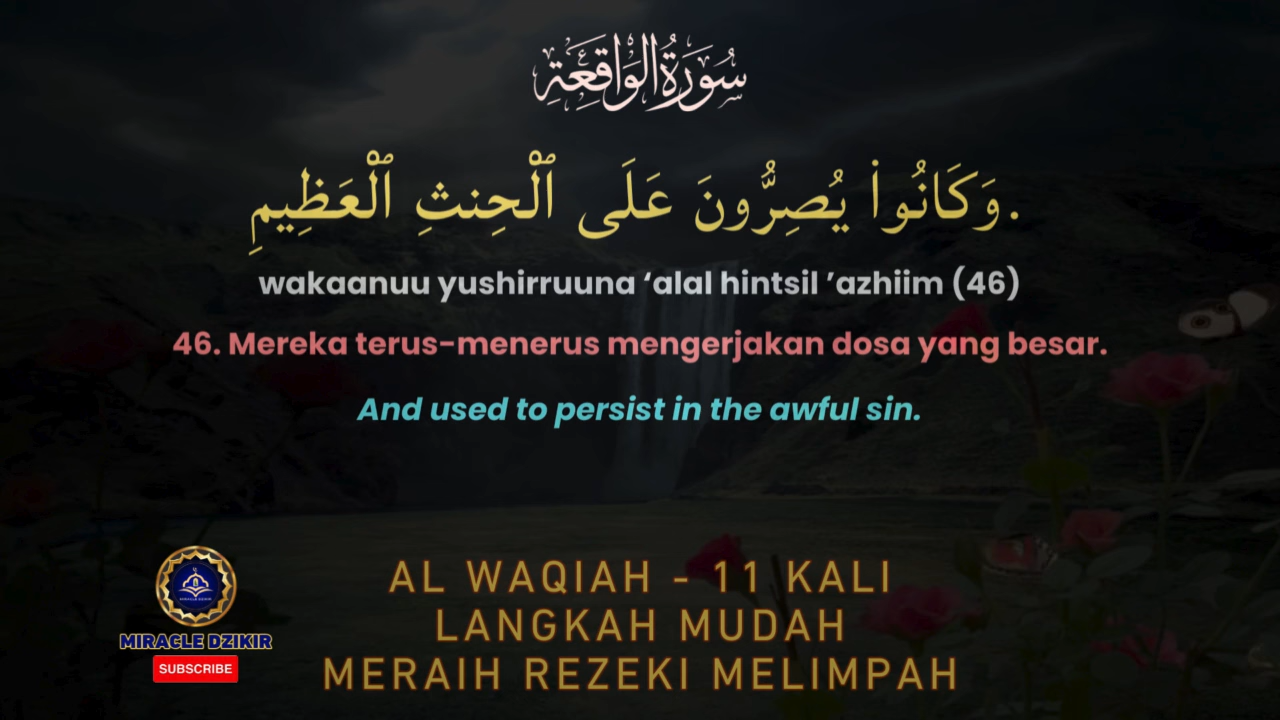 سُورَةُ الوَاقِعَةِ
وَكَانُوا۟ يُصِرُّونَ عَلَى ٱلْحِنثِ ٱلْعَظِيمِ.
wakaanuu yushirruuna ‘alal hintsil ’azhiim (46)
46. Mereka terus-menerus mengerjakan dosa yang besar.
And used to persist in the awful sin.
AL WAQIAH - 11 KALI
LANGKAH MUDAH
MERAIH REZEKI MELIMPAH
MIRACLE DZIKIR
MIRACLE DZIKIR
SUBSCRIBE